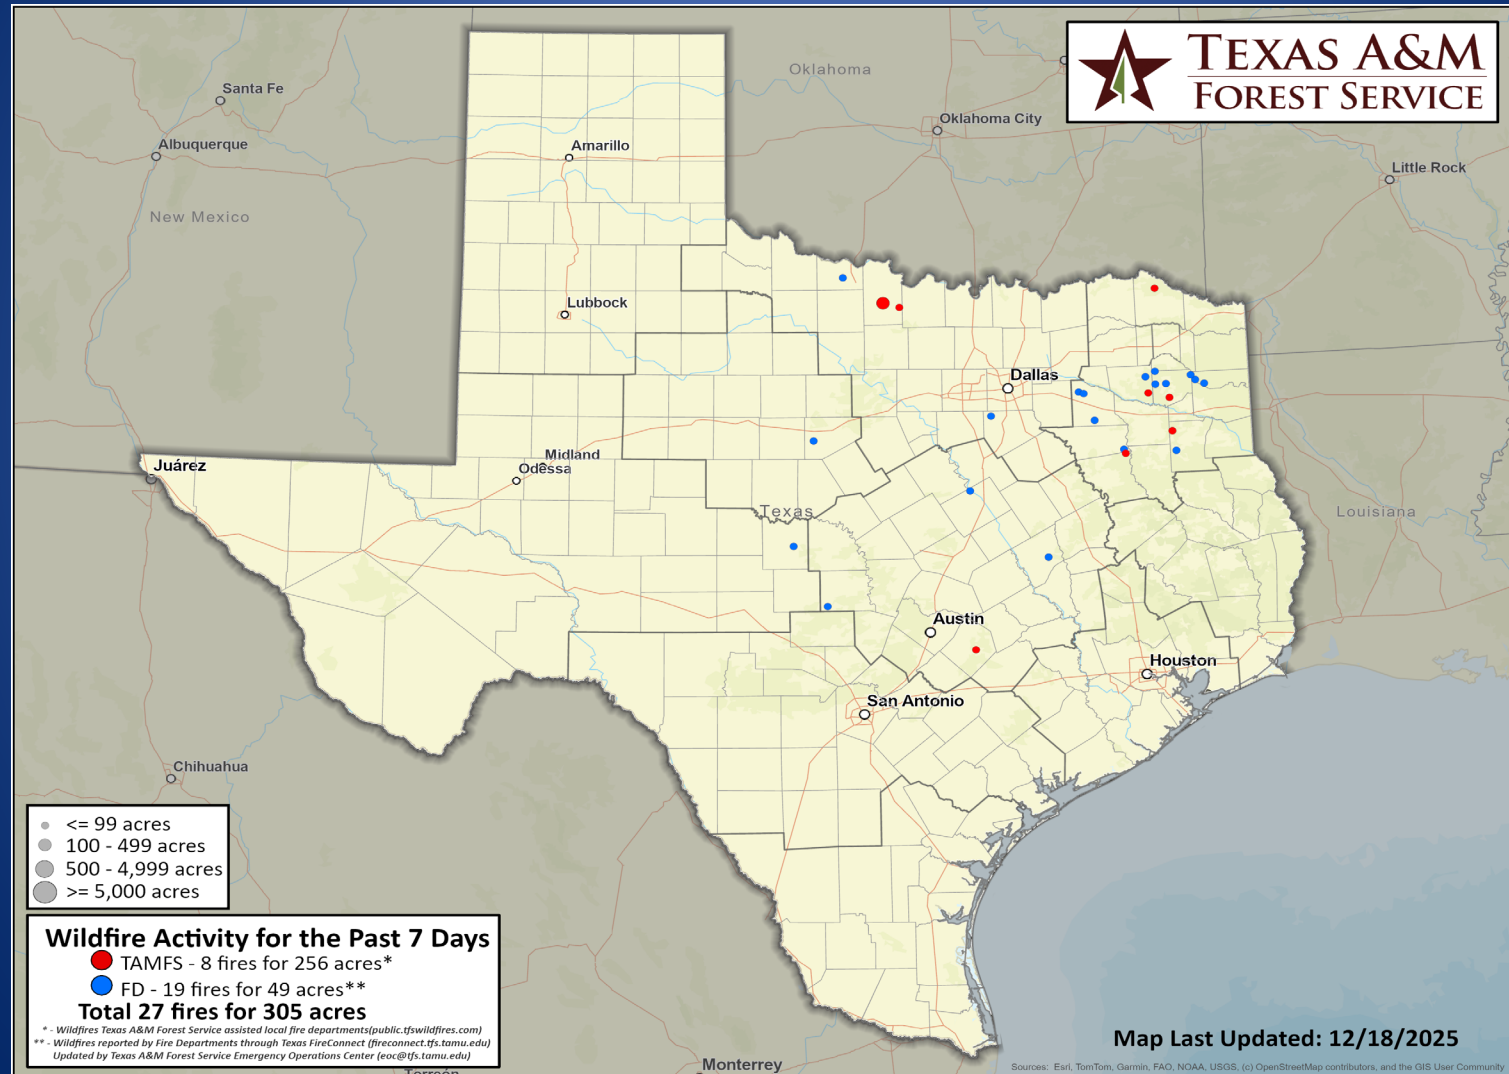 TEXAS A&M
FOREST SERVICE
Oklahoma
Santa Fe
Oklahoma City
Albuquerque
Amarillo
Little Rock
New Mexico
Lubbock
Dallas
Juárez
Midland
Odessa
Texas
Louisiana
Austin
Houston
San Antonio
Chihuahua
<= 99 acres
100 - 499 acres
500 - 4,999 acres
>= 5,000 acres
Wildfire Activity for the Past 7 Days
TAMFS - 8 fires for 256 acres*
FD - 19 fires for 49 acres**
Total 27 fires for 305 acres
* - Wildfires Texas A&M Forest Service assisted local fire departments(public.tfswildfires.com)
** - Wildfires reported by Fire Departments through Texas FireConnect (fireconnect.tfs.tamu.edu)
Updated by Texas A&M Forest Service Emergency Operations Center (eoc@tfs.tamu.edu)
Map Last Updated: 12/18/2025
Monterrey
Sources: Esri, TomTom, Garmin, FAO, NOAA, USGS, (c) OpenStreetMap contributors, and the GIS User Community